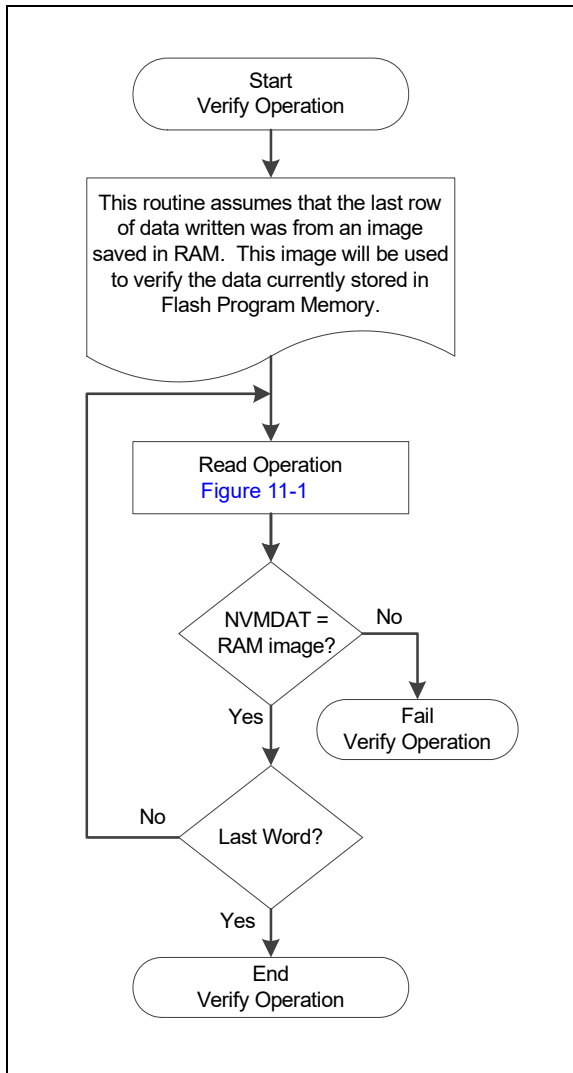 Start
Verify Operation
This routine assumes that the last row
of data written was from an image
saved in RAM.  This image will be used
to verify the data currently stored in
Flash Program Memory.
Read Operation
Figure 11-1
NVMDAT =
RAM image?
No
Yes
Fail
Verify Operation
No
Last Word?
Yes
End
Verify Operation